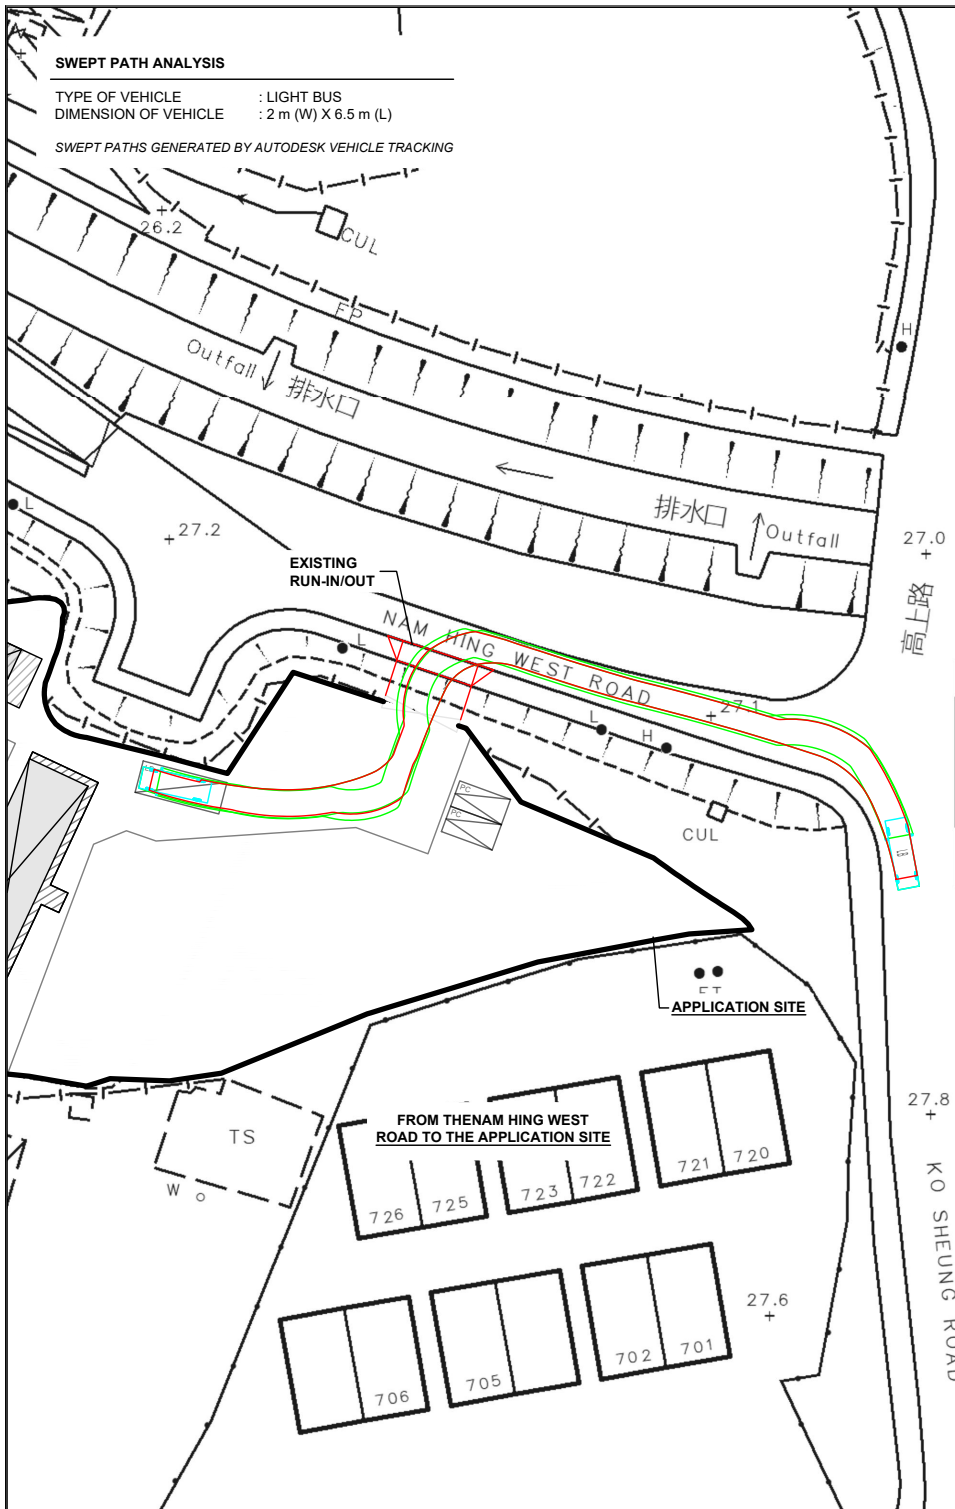 SWEPT PATH ANALYSIS
TYPE OF VEHICLE : LIGHT BUS
DIMENSION OF VEHICLE : 2 m (W) X 6.5 m (L)
SWEPT PATHS GENERATED BY AUTODESK VEHICLE TRACKING
26.2
CUL
FP
H
Outfall
排水口
排水口
Outfall
L
27.2
27.0
高上路
EXISTING
RUN-IN/OUT
L
NAM HING WEST ROAD
27.1
L
H
PC
PC
CUL
APPLICATION SITE
27.8
FROM THENAM HING WEST
ROAD TO THE APPLICATION SITE
TS
W
726
725
723
722
721
720
KO SHEUNG ROAD
27.6
706
705
702
701